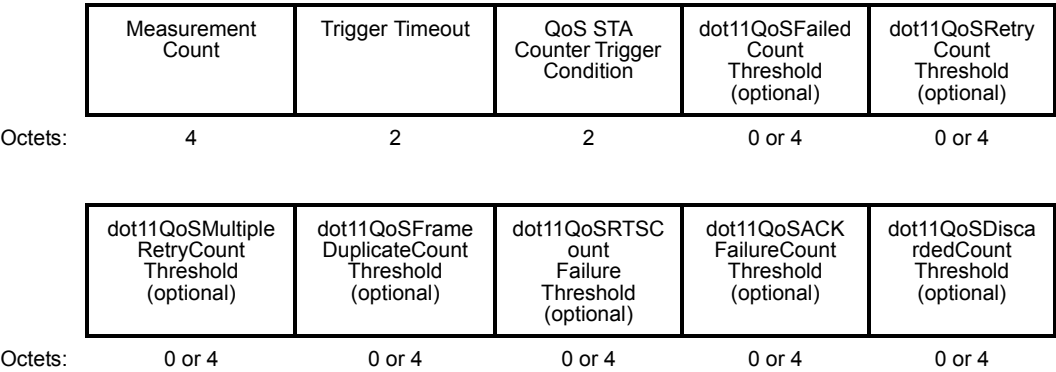 Measurement
Count
Trigger Timeout
QoS STA
Counter Trigger
Condition
dot11QoSFailed
Count
Threshold
(optional)
dot11QoSRetry
Count
Threshold
(optional)
Octets: 4 2 2 0 or 4 0 or 4
dot11QoSMultiple
RetryCount
Threshold
(optional)
dot11QoSFrame
DuplicateCount
Threshold
(optional)
dot11QoSRTSC
ount
Failure
Threshold
(optional)
dot11QoSACK
FailureCount
Threshold
(optional)
dot11QoSDisca
rdedCount
Threshold
(optional)
Octets: 0 or 4 0 or 4 0 or 4 0 or 4 0 or 4